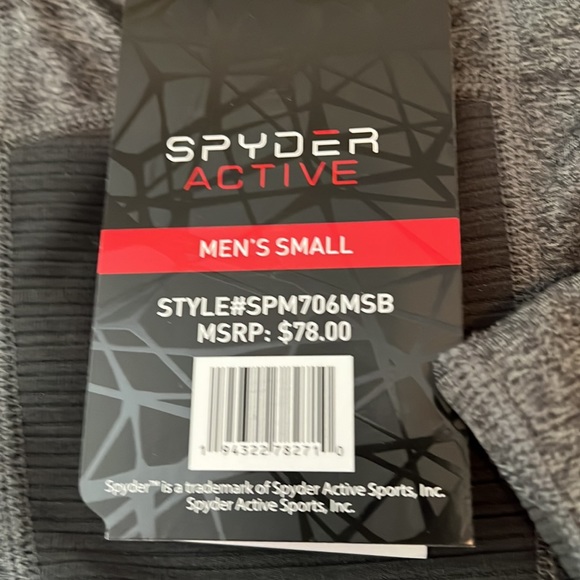 SPYDER
ACTIVE
MEN'S SMALL
STYLE#SPM706MSB
MSRP: $78.00
1 94322 78271 0
Spyder™ is a trademark of Spyder Active Sports, Inc.
Spyder Active Sports, Inc.